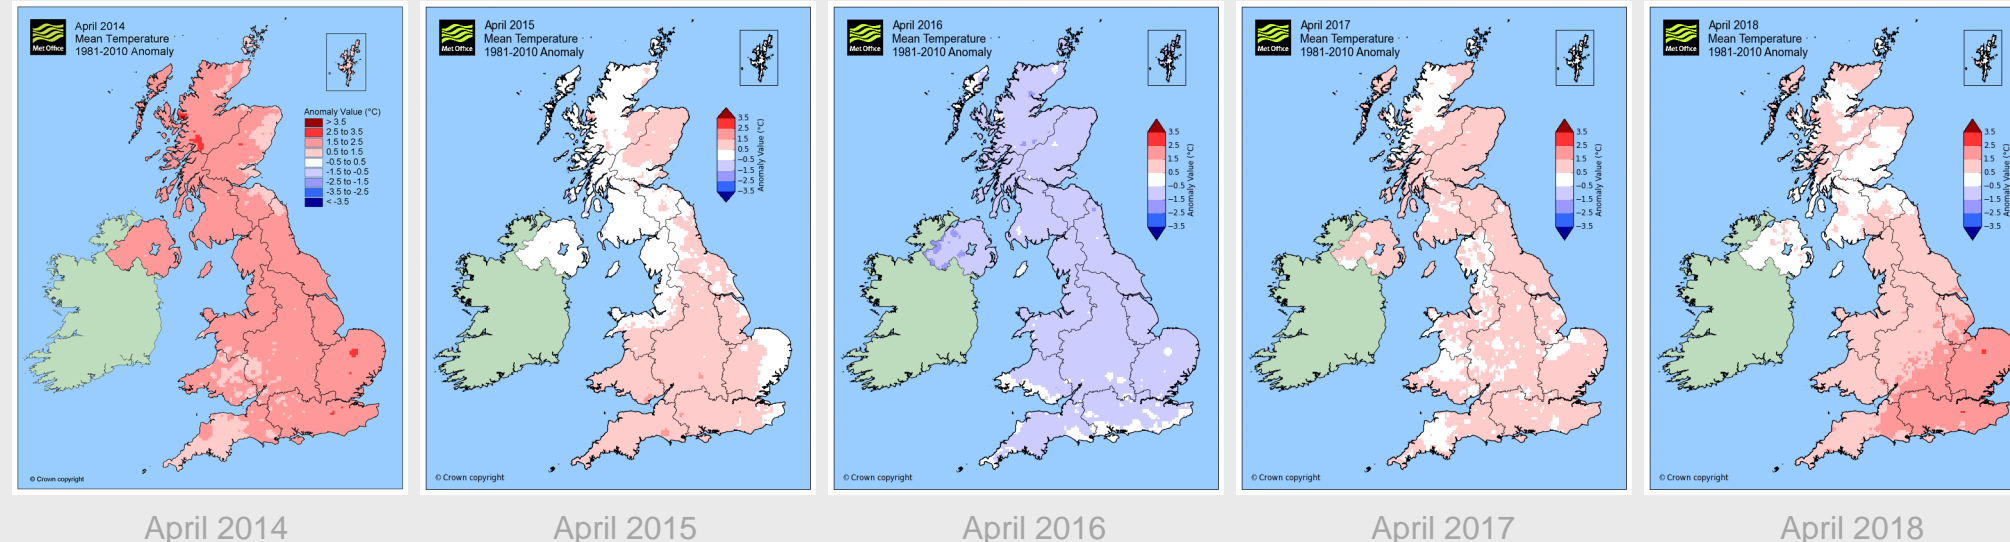 Met Office
April 2014
Mean Temperature
1981-2010 Anomaly
Anomaly Value (°C)
> 3.5
2.5 to 3.5
1.5 to 2.5
0.5 to 1.5
-0.5 to 0.5
-1.5 to -0.5
-2.5 to -1.5
-3.5 to -2.5
< -3.5
© Crown copyright
April 2014
Met Office
April 2015
Mean Temperature
1981-2010 Anomaly
3.5
2.5
1.5
0.5
−0.5
−1.5
−2.5
−3.5
Anomaly Value (°C)
© Crown copyright
April 2015
Met Office
April 2016
Mean Temperature
1981-2010 Anomaly
3.5
2.5
1.5
0.5
−0.5
−1.5
−2.5
−3.5
Anomaly Value (°C)
© Crown copyright
April 2016
Met Office
April 2017
Mean Temperature
1981-2010 Anomaly
3.5
2.5
1.5
0.5
−0.5
−1.5
−2.5
−3.5
Anomaly Value (°C)
© Crown copyright
April 2017
Met Office
April 2018
Mean Temperature
1981-2010 Anomaly
3.5
2.5
1.5
0.5
−0.5
−1.5
−2.5
−3.5
Anomaly Value (°C)
© Crown copyright
April 2018